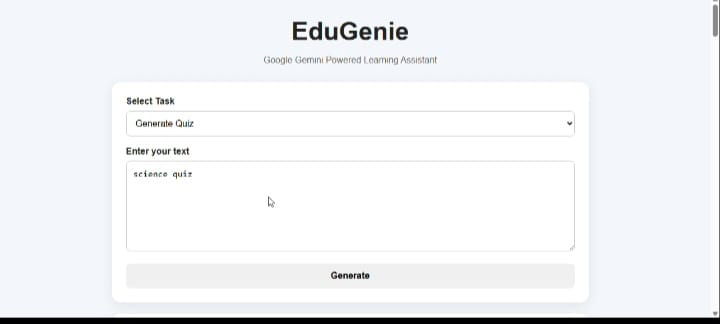 EduGenie
Google Gemini Powered Learning Assistant
Select Task
Generate Quiz
Enter your text
science quiz
Generate